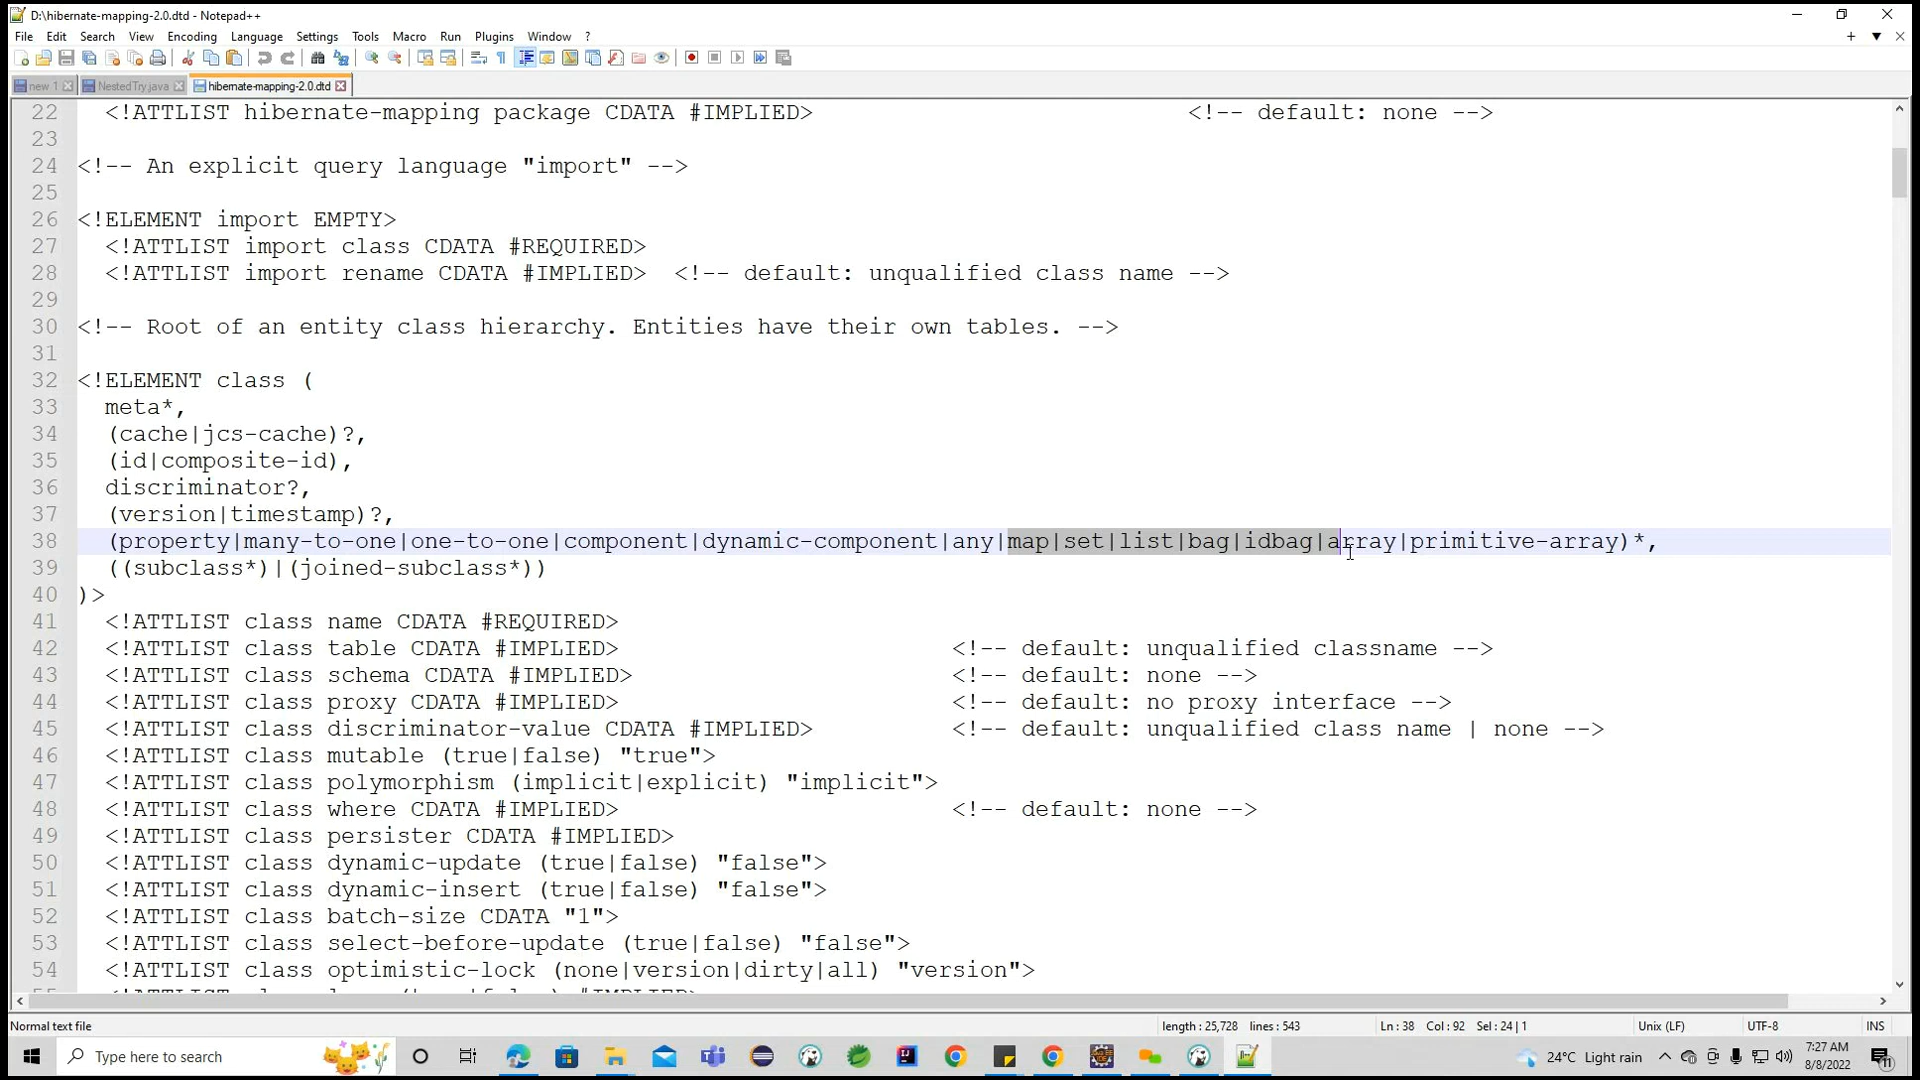 D:\hibernate-mapping-2.0.dtd - Notepad++
File Edit Search View Encoding Language Settings Tools Macro Run Plugins Window ?
new 1 NestedTry.java hibernate-mapping-2.0.dtd
22 <!ATTLIST hibernate-mapping package CDATA #IMPLIED> <!-- default: none -->
23
24 <!-- An explicit query language "import" -->
25
26 <!ELEMENT import EMPTY>
27 <!ATTLIST import class CDATA #REQUIRED>
28 <!ATTLIST import rename CDATA #IMPLIED> <!-- default: unqualified class name -->
29
30 <!-- Root of an entity class hierarchy. Entities have their own tables. -->
31
32 <!ELEMENT class (
33 meta*,
34 (cache|jcs-cache)?,
35 (id|composite-id),
36 discriminator?,
37 (version|timestamp)?,
38 (property|many-to-one|one-to-one|component|dynamic-component|any|map|set|list|bag|idbag|array|primitive-array)*,
39 ((subclass*)|(joined-subclass*))
40 )>
41 <!ATTLIST class name CDATA #REQUIRED>
42 <!ATTLIST class table CDATA #IMPLIED> <!-- default: unqualified classname -->
43 <!ATTLIST class schema CDATA #IMPLIED> <!-- default: none -->
44 <!ATTLIST class proxy CDATA #IMPLIED> <!-- default: no proxy interface -->
45 <!ATTLIST class discriminator-value CDATA #IMPLIED> <!-- default: unqualified class name | none -->
46 <!ATTLIST class mutable (true|false) "true">
47 <!ATTLIST class polymorphism (implicit|explicit) "implicit">
48 <!ATTLIST class where CDATA #IMPLIED> <!-- default: none -->
49 <!ATTLIST class persister CDATA #IMPLIED>
50 <!ATTLIST class dynamic-update (true|false) "false">
51 <!ATTLIST class dynamic-insert (true|false) "false">
52 <!ATTLIST class batch-size CDATA "1">
53 <!ATTLIST class select-before-update (true|false) "false">
54 <!ATTLIST class optimistic-lock (none|version|dirty|all) "version">
Normal text file length : 25,728 lines : 543 Ln : 38 Col : 92 Sel : 24 | 1 Unix (LF) UTF-8 INS
Type here to search 24°C Light rain 7:27 AM
8/8/2022 11